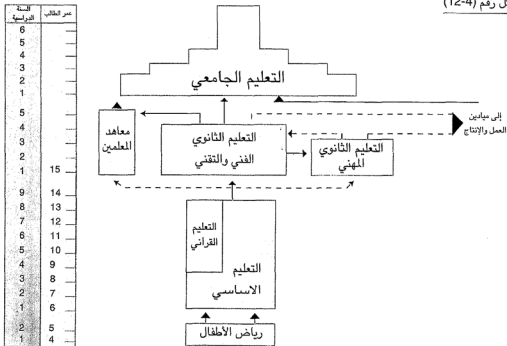 كل رقم (4-12)
السنة الدراسية
عمر الطالب
6
5
4
3
2
1
التعليم الجامعي
5
4
3
2
1 15
معاهد
المعلمين
التعليم الثانوي
الفني والتقني
التعليم الثانوي
المهني
إلى ميادين
العمل والإنتاج
9 14
8 13
7 12
6 11
5 10
4 9
3 8
2 7
1 6
التعليم
القرآني
التعليم
الاساسي
2 5
1 4
رياض الأطفال